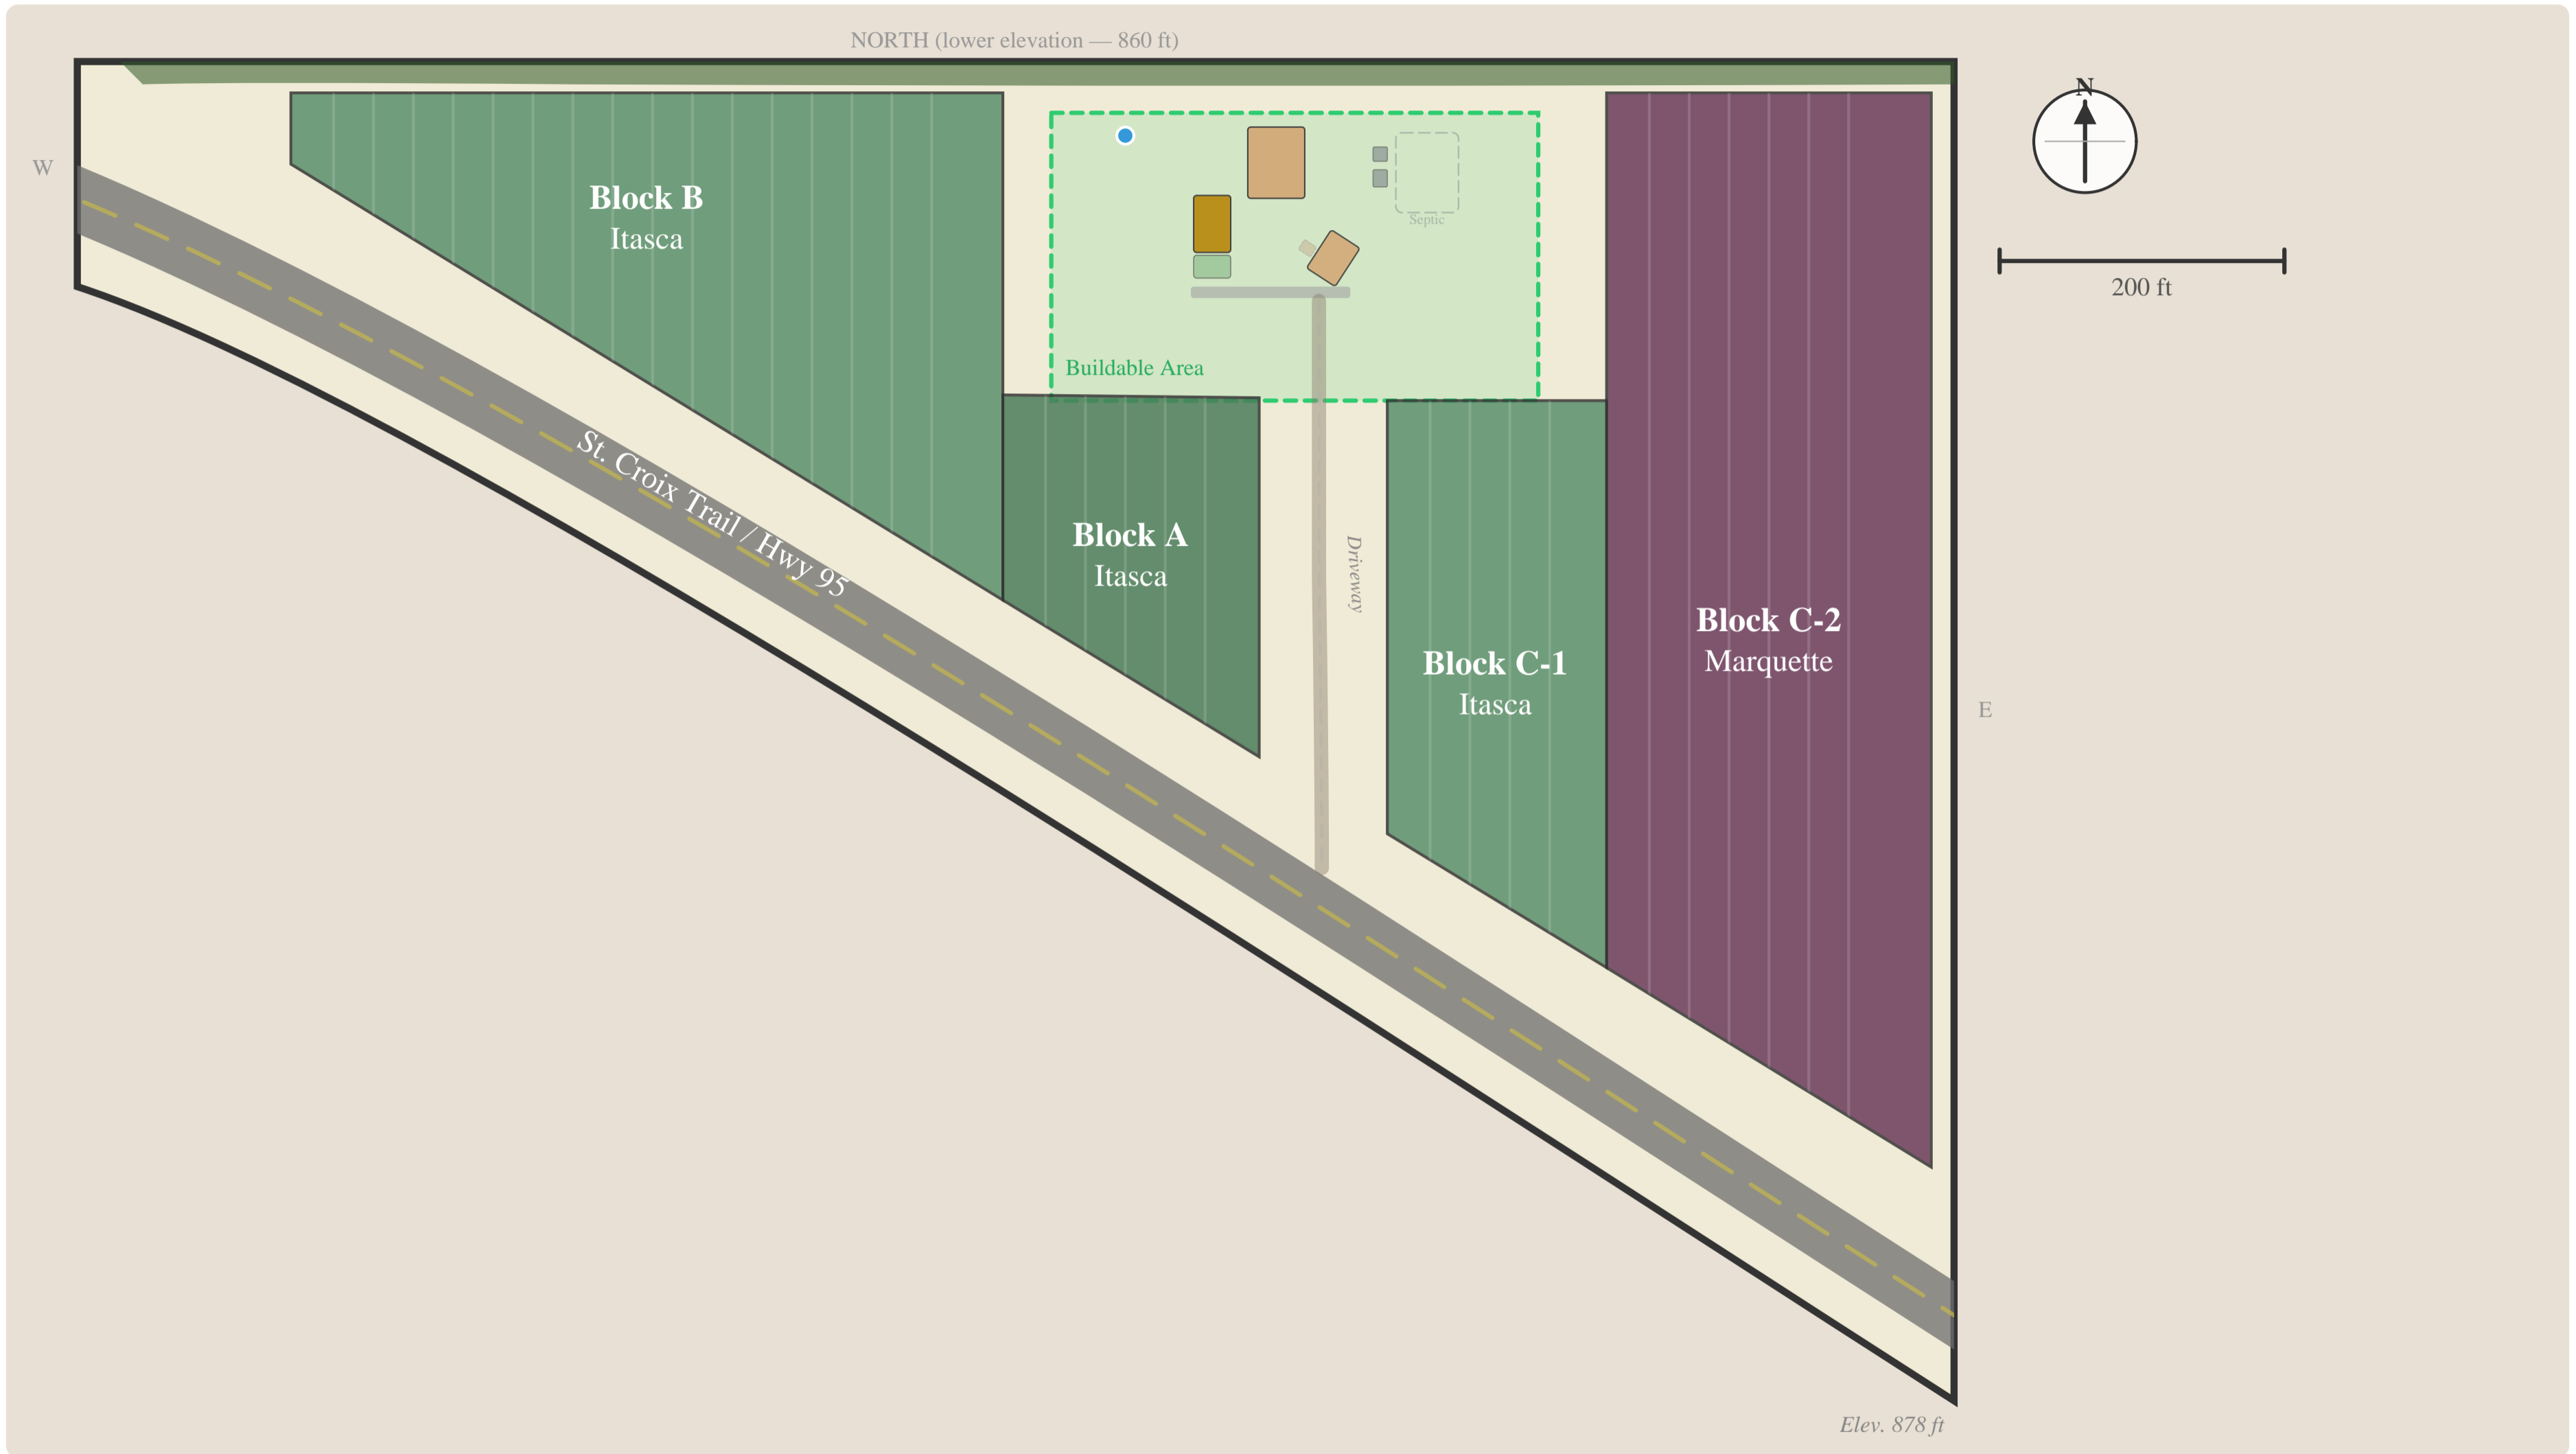 NORTH (lower elevation — 860 ft)
N
W
Block B
Itasca
Septic
200 ft
Buildable Area
St. Croix Trail / Hwy 95
Block A
Itasca
Driveway
Block C-1
Itasca
Block C-2
Marquette
E
Elev. 878 ft